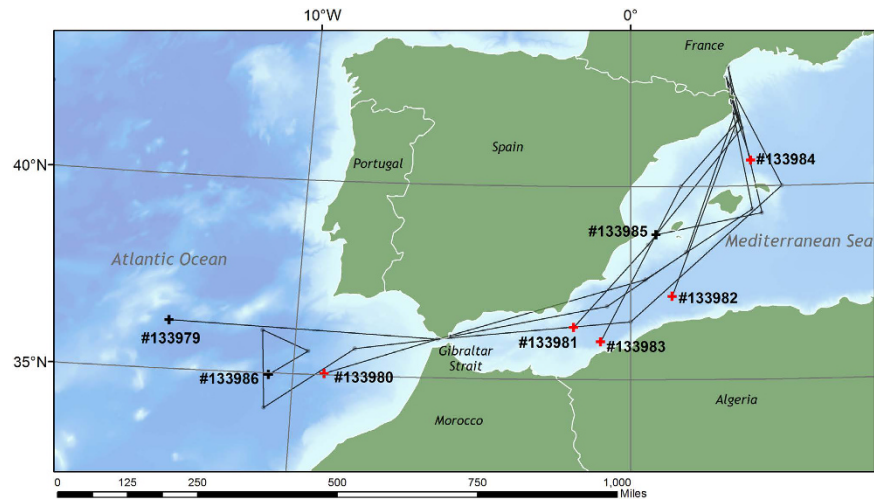 10°W 0°
France
40°N
Portugal
Spain
#133984
#133985
Atlantic Ocean
Mediterranean Sea
#133982
#133979
#133981
#133983
Gibraltar
Strait
35°N
#133986
#133980
Algeria
Morocco
0 125 250 500 750 1,000
Miles